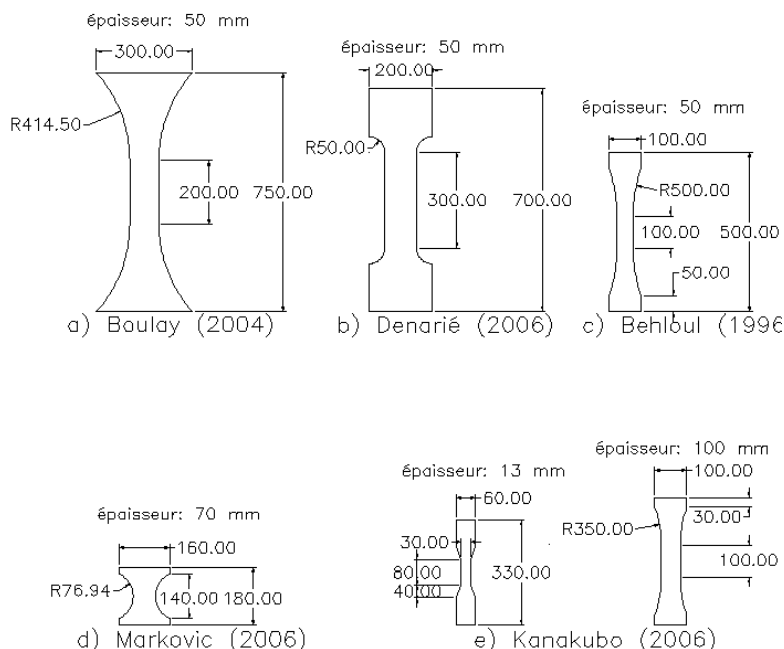 épaisseur: 50 mm
300.00
R414.50
200.00
750.00
a) Boulay (2004)
épaisseur: 50 mm
200.00
R50.00
300.00
700.00
b) Denarié (2006)
épaisseur: 50 mm
100.00
R500.00
100.00
500.00
50.00
c) Behloul (1996
épaisseur: 70 mm
160.00
R76.94
140.00
180.00
d) Markovic (2006)
épaisseur: 13 mm
60.00
30.00
80.00
330.00
40.00
épaisseur: 100 mm
100.00
30.00
R350.00
100.00
e) Kanakubo (2006)